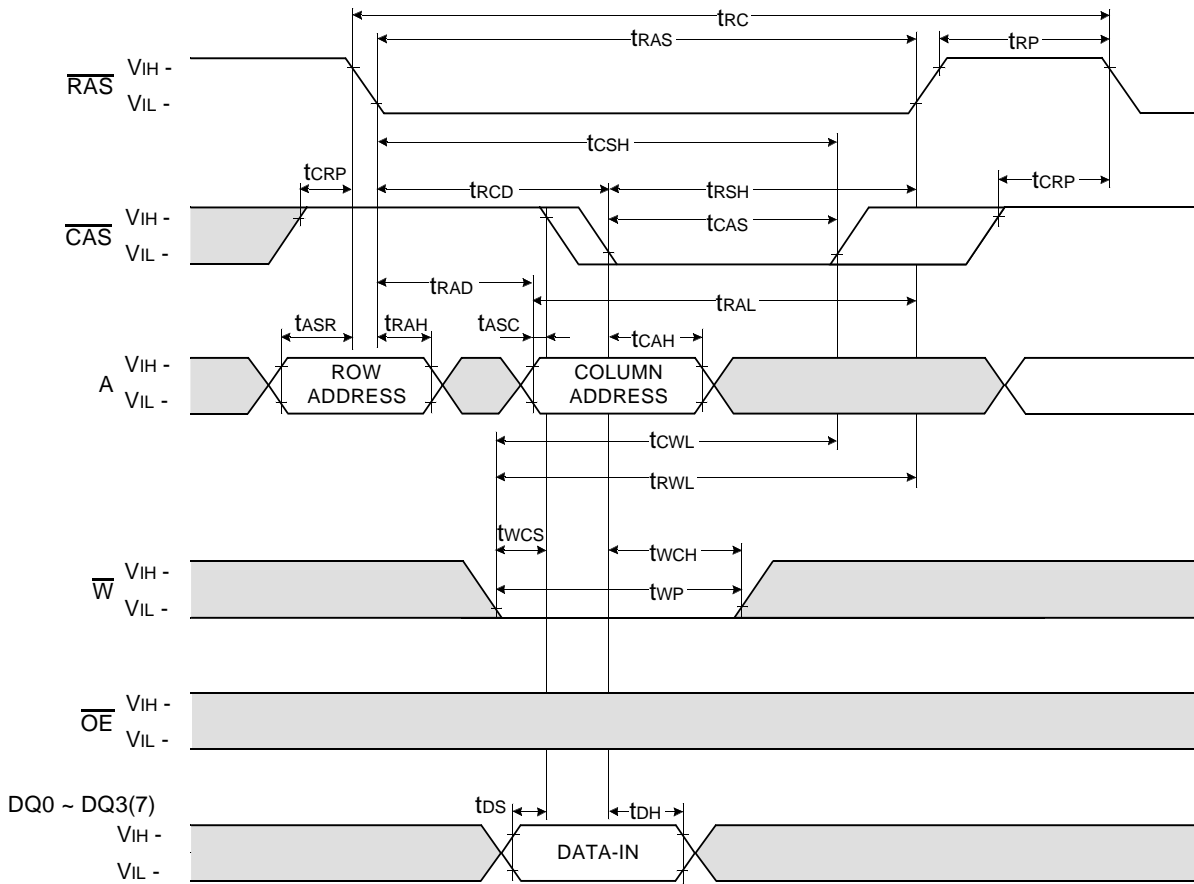 tRC
tRAS
tRP
RAS
VIH -
VIL -
tCSH
tCRP
tRCD
tRSH
tCRP
CAS
VIH -
VIL -
tCAS
tRAD
tRAL
tASR
tRAH
tASC
tCAH
A
VIH -
VIL -
ROW
ADDRESS
COLUMN
ADDRESS
tCWL
tRWL
tWCS
tWCH
tWP
W
VIH -
VIL -
OE
VIH -
VIL -
DQ0 ~ DQ3(7)
tDS
tDH
VIH -
VIL -
DATA-IN